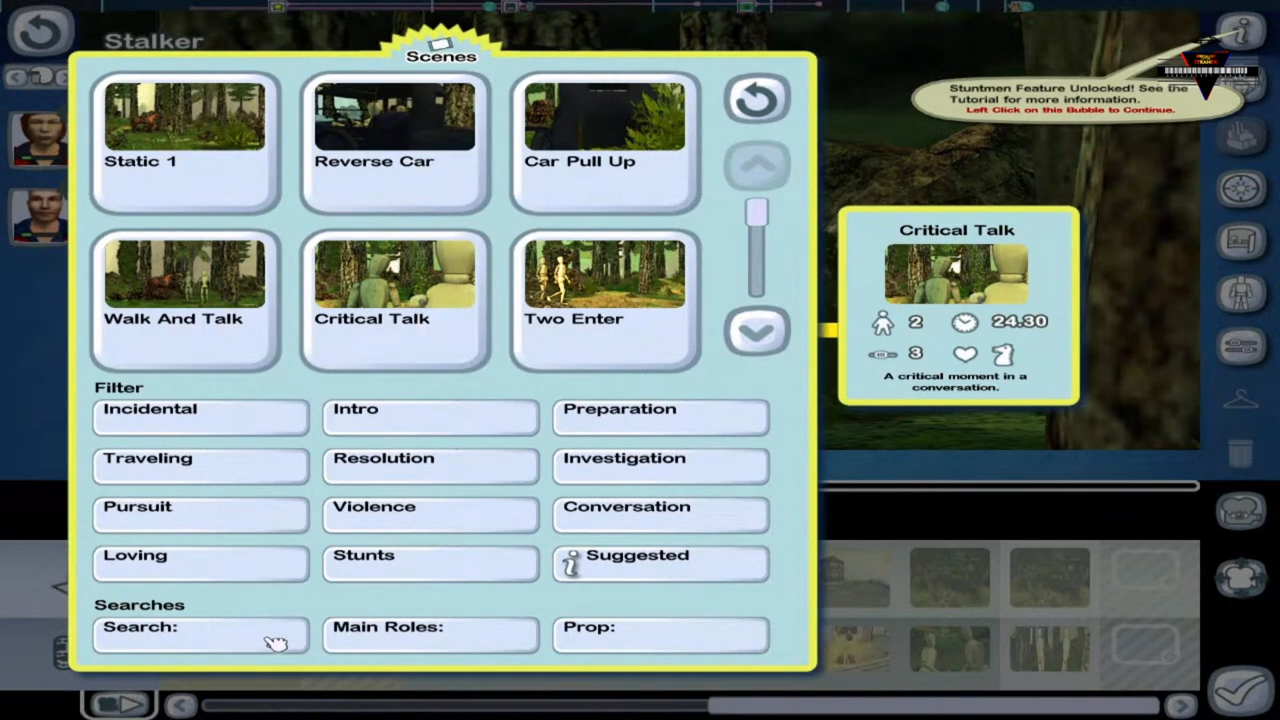 Stalker
Scenes
Stuntmen Feature Unlocked! See the
Tutorial for more information.
Left Click on this Bubble to Continue.
Static 1
Reverse Car
Car Pull Up
Walk And Talk
Critical Talk
Two Enter
Critical Talk
2
24.30
3
A critical moment in a
conversation.
Filter
Incidental
Intro
Preparation
Traveling
Resolution
Investigation
Pursuit
Violence
Conversation
Loving
Stunts
Suggested
Searches
Search:
Main Roles:
Prop: